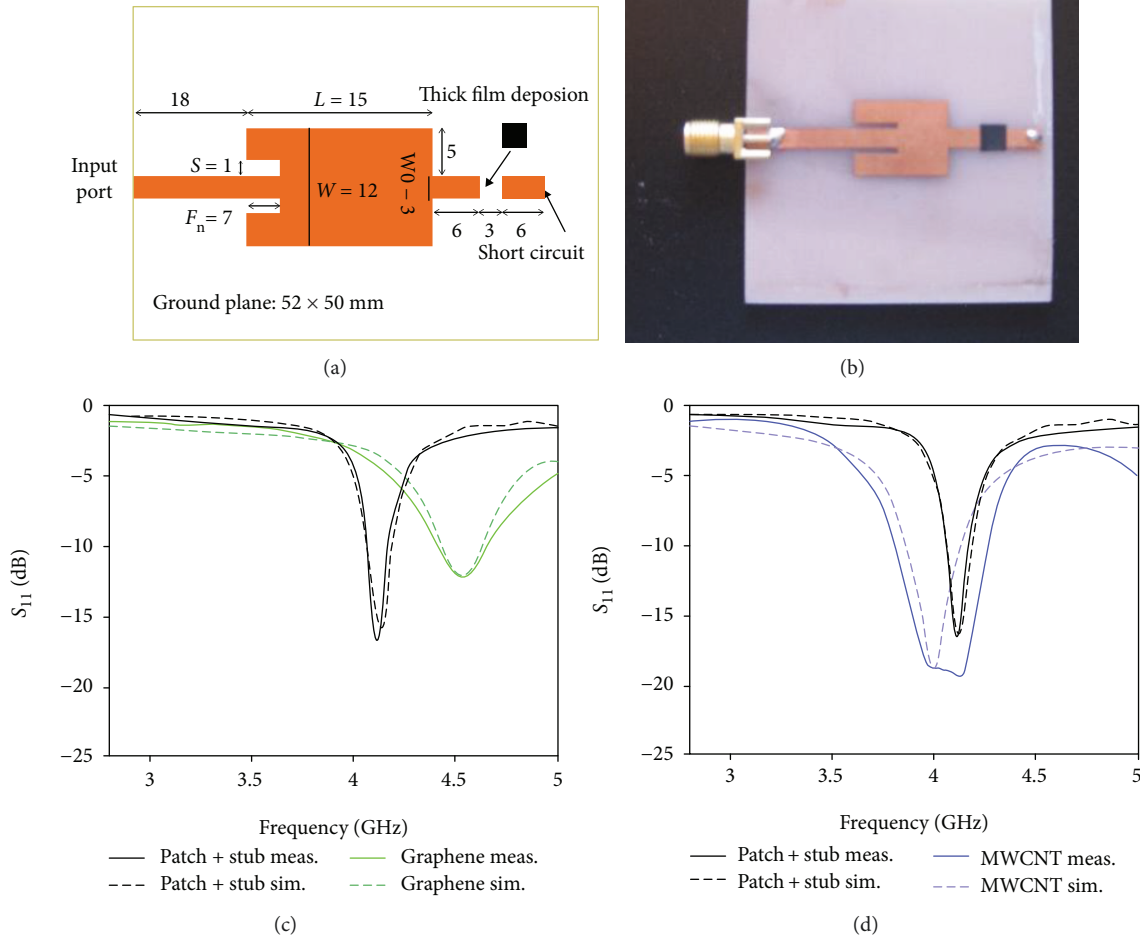 18
L = 15
Thick film deposion
Input
port
S = 1
5
W = 12
W0 – 3
Fn = 7
6
3
6
Short circuit
Ground plane: 52 × 50 mm
(a)
(b)
0
−5
−10
−15
−20
−25
S11 (dB)
3
3.5
4
4.5
5
Frequency (GHz)
Patch + stub meas.
Graphene meas.
Patch + stub sim.
Graphene sim.
(c)
0
−5
−10
−15
−20
−25
S11 (dB)
3
3.5
4
4.5
5
Frequency (GHz)
Patch + stub meas.
MWCNT meas.
Patch + stub sim.
MWCNT sim.
(d)